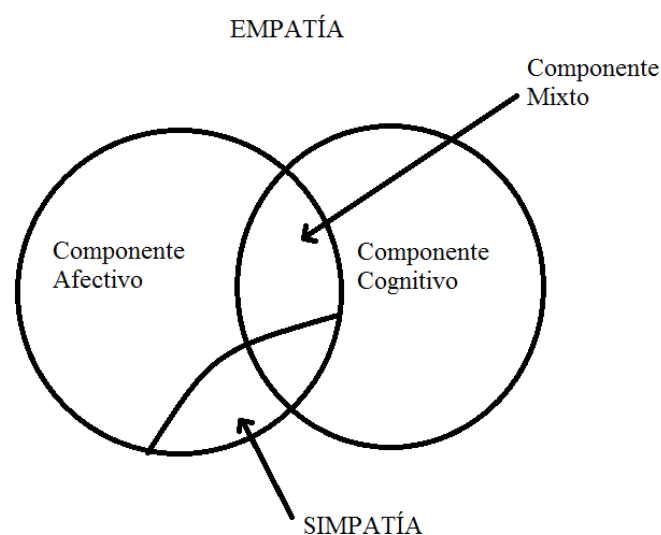 EMPATÍA
Componente
Mixto
Componente
Afectivo
Componente
Cognitivo
SIMPATÍA